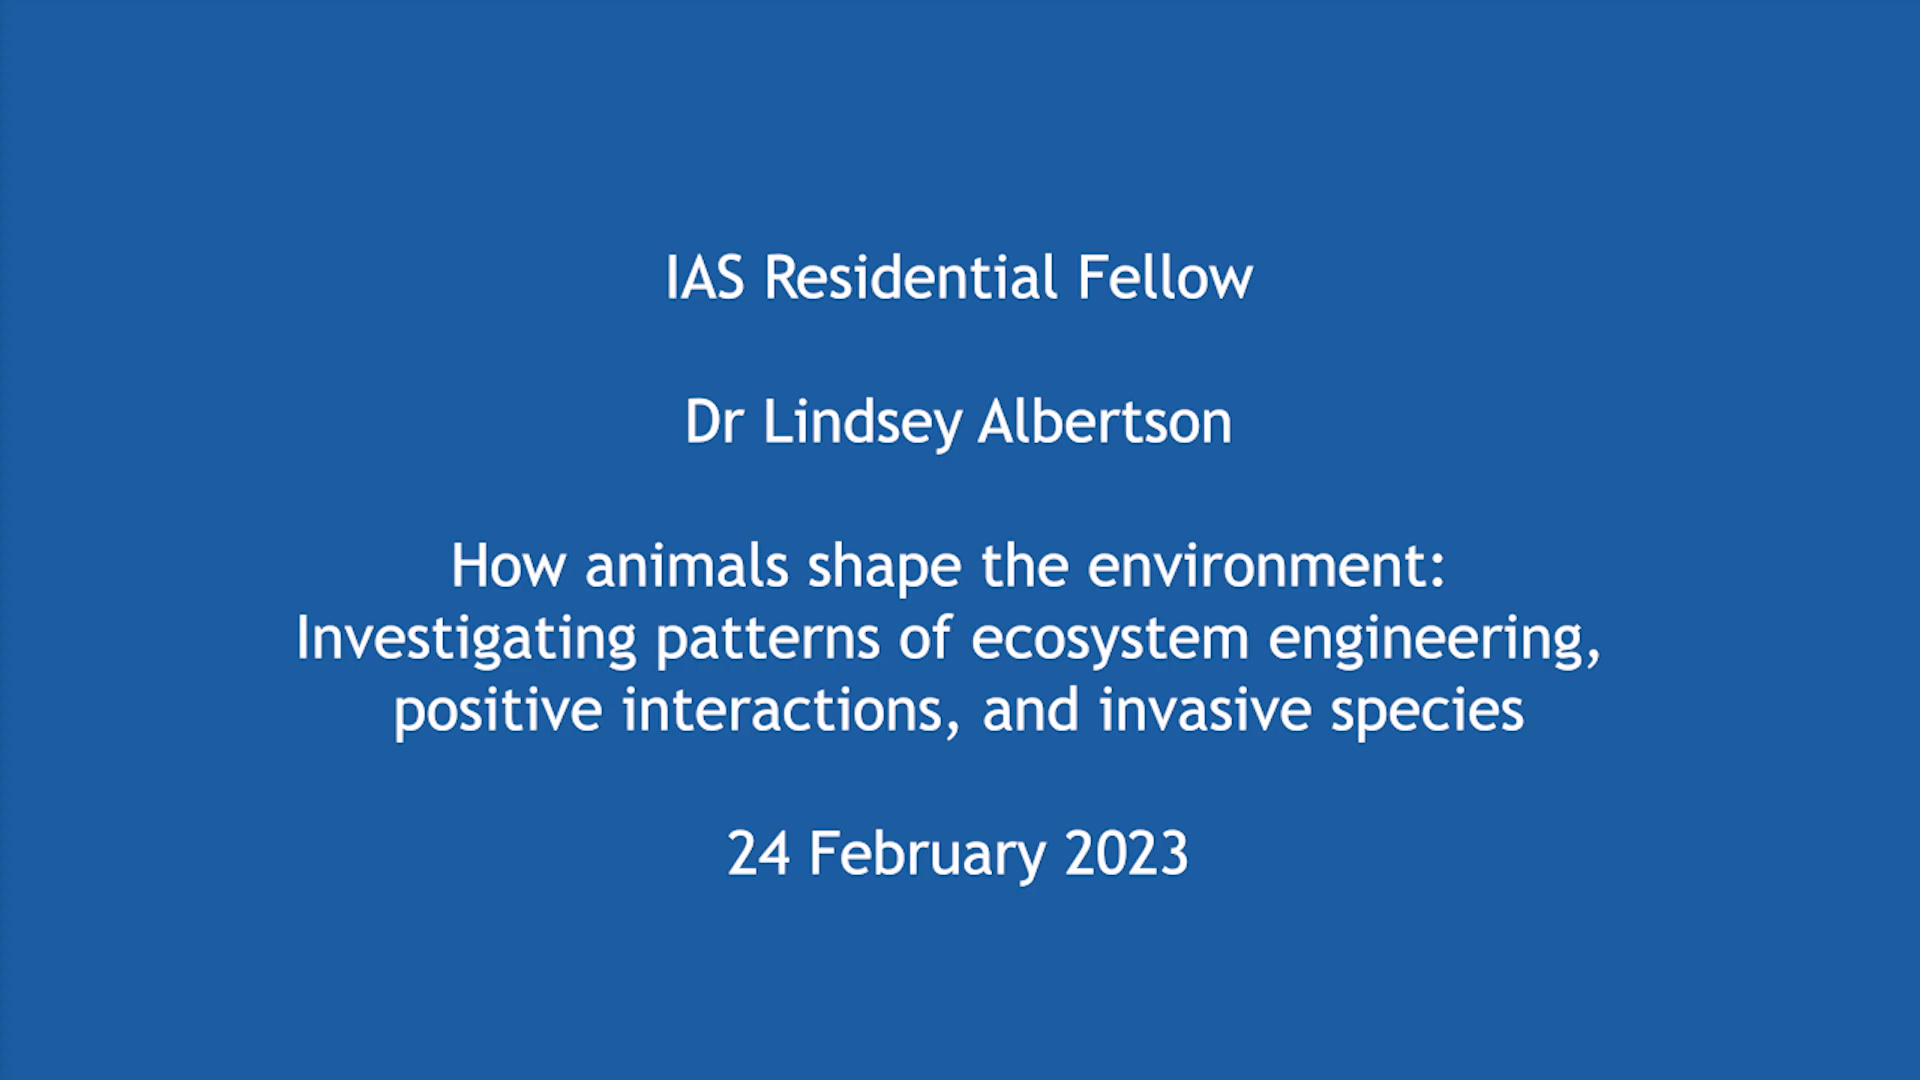 IAS Residential Fellow
Dr Lindsey Albertson
How animals shape the environment:
Investigating patterns of ecosystem engineering,
positive interactions, and invasive species
24 February 2023